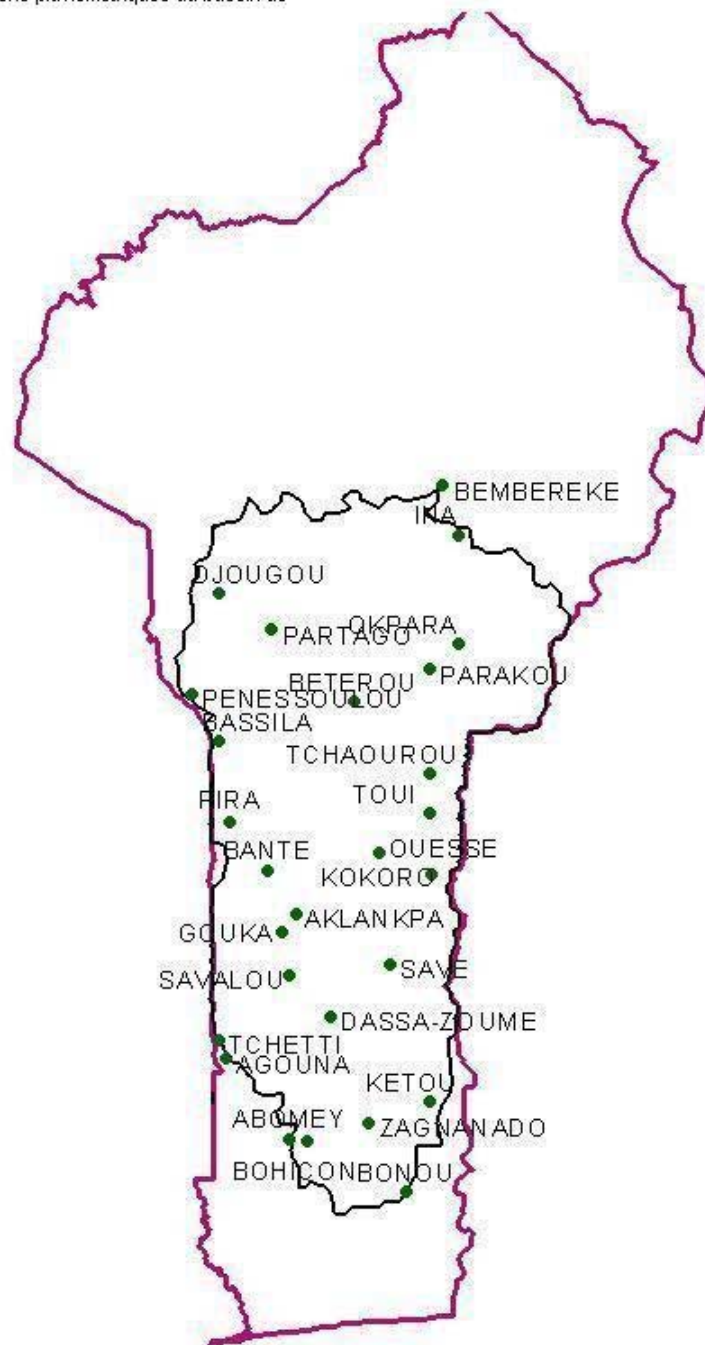 BEMBEREKE
INA
DJOUGOU
PARTAGO
OKPARA
PARAKOU
BETEROU
PENESSOULOU
BASSILA
TCHAOUROU
TOUI
PIRA
OUESSE
BANTE
KOKORO
AKLANKPA
GOUKA
SAVE
SAVALOU
DASSA-ZOUME
TCHETTI
AGOUNA
KETOU
ABOMEY
ZAGNANADO
BOHICON
BONOU